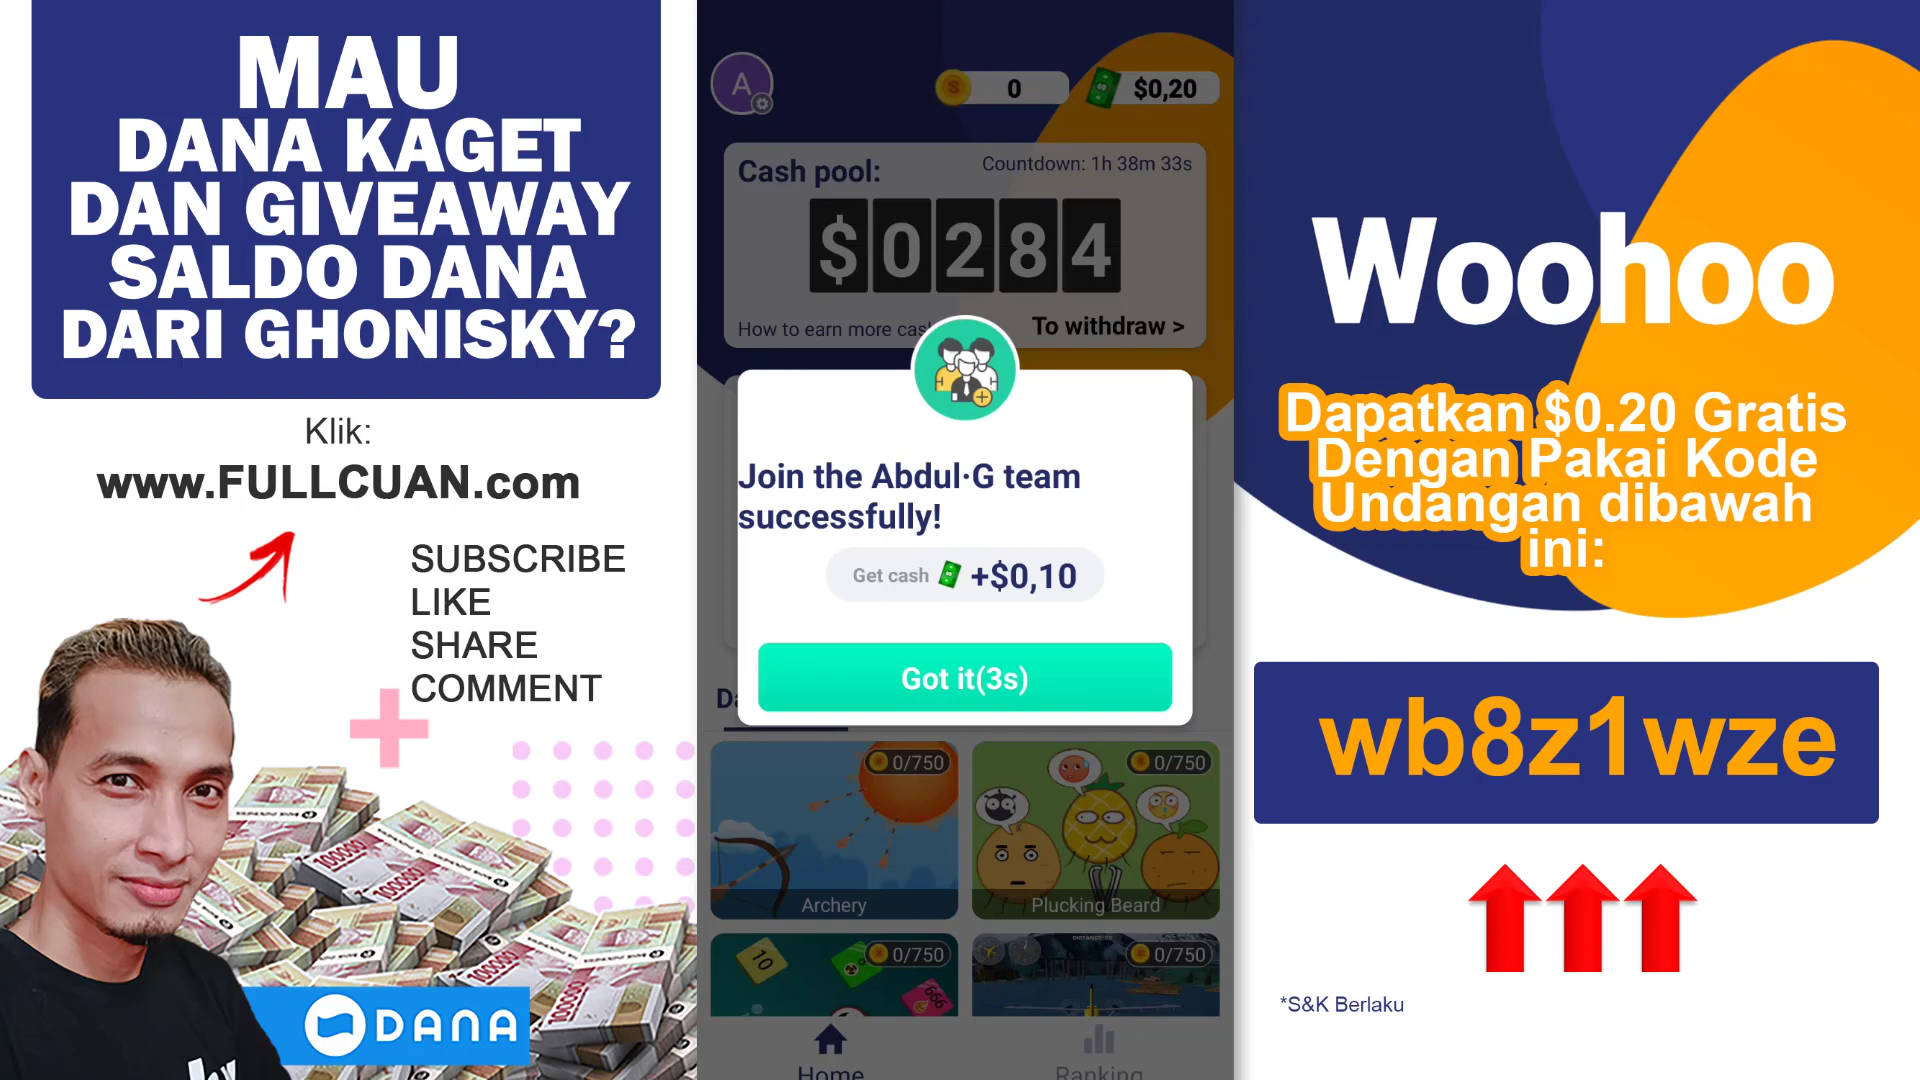 MAU
DANA KAGET
DAN GIVEAWAY
SALDO DANA
DARI GHONISKY?
Klik:
www.FULLCUAN.com
SUBSCRIBE
LIKE
SHARE
COMMENT
DANA
A
0
$0,20
Cash pool:
Countdown: 1h 38m 33s
$0284
How to earn more
To withdraw >
Join the Abdul·G team
successfully!
Get cash +$0,10
Got it(3s)
0/750
0/750
Archery
Plucking Beard
10
0/750
666
0/750
Home
Ranking
Woohoo
Dapatkan $0.20 Gratis
Dengan Pakai Kode
Undangan dibawah
ini:
wb8z1wze
*S&K Berlaku